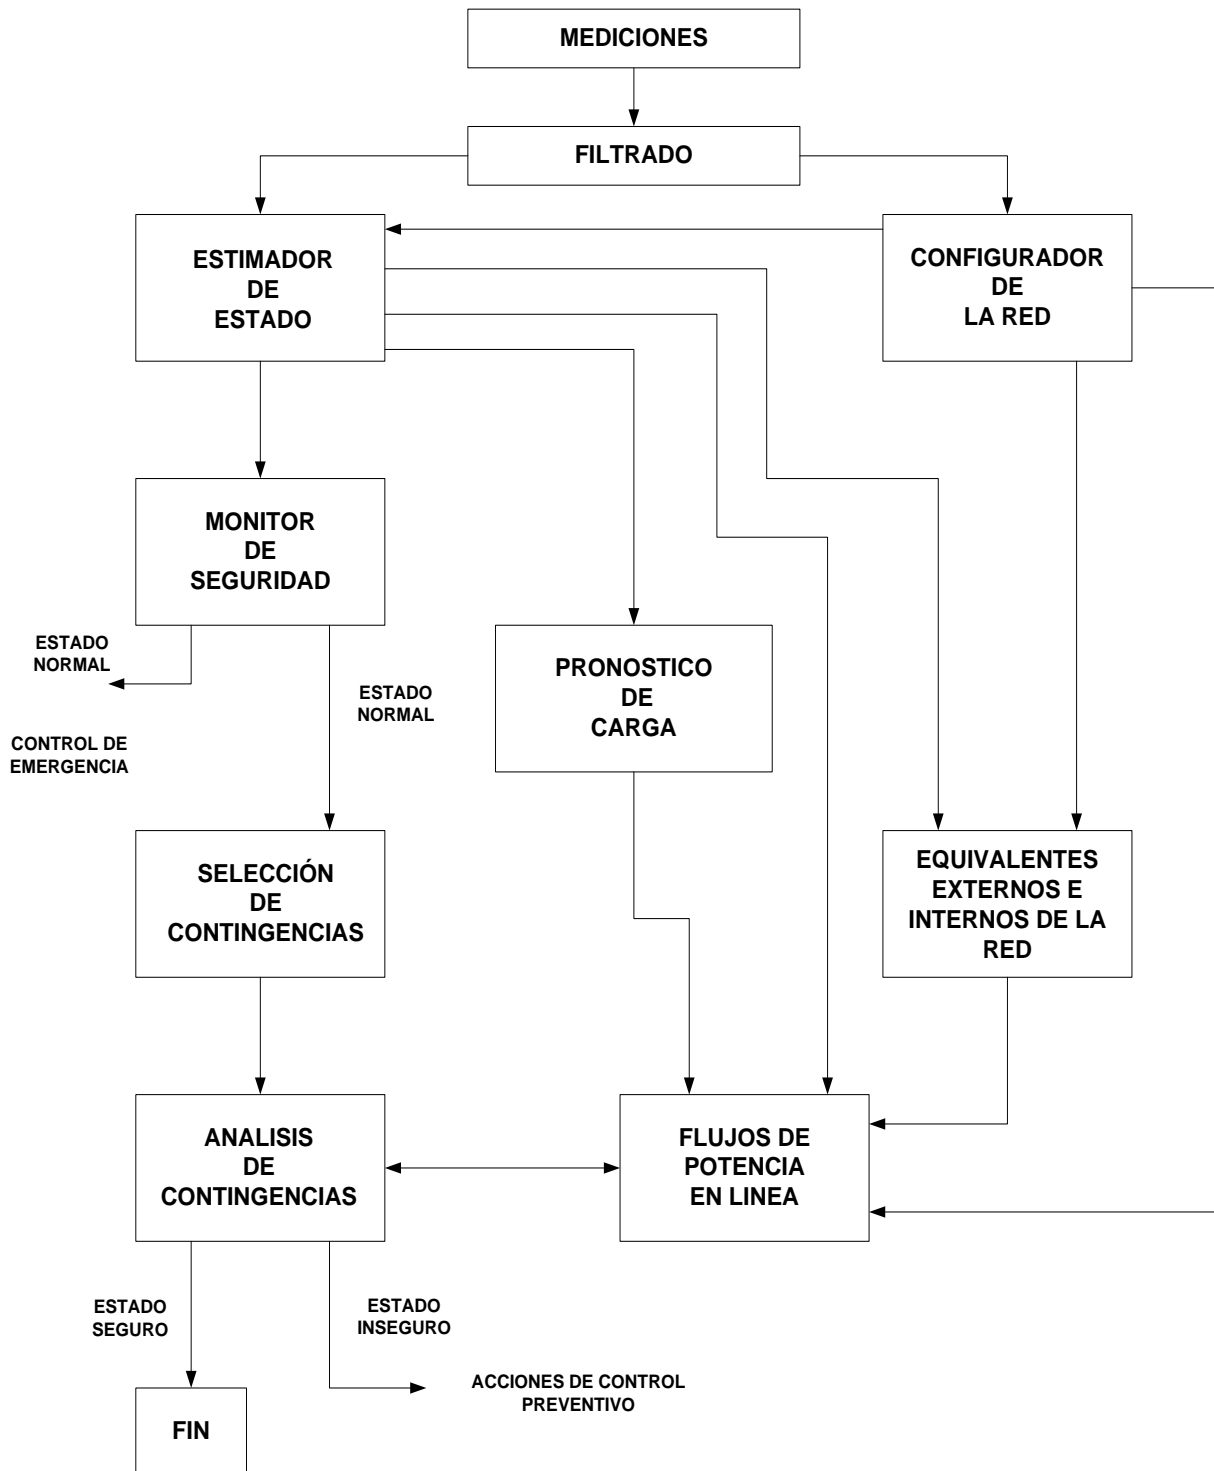 MEDICIONES
FILTRADO
ESTIMADOR
DE
ESTADO
CONFIGURADOR
DE
LA RED
MONITOR
DE
SEGURIDAD
ESTADO
NORMAL
ESTADO
NORMAL
CONTROL DE
EMERGENCIA
PRONOSTICO
DE
CARGA
SELECCIÓN
DE
CONTINGENCIAS
EQUIVALENTES
EXTERNOS E
INTERNOS DE LA
RED
ANALISIS
DE
CONTINGENCIAS
FLUJOS DE
POTENCIA
EN LINEA
ESTADO
SEGURO
ESTADO
INSEGURO
ACCIONES DE CONTROL
PREVENTIVO
FIN